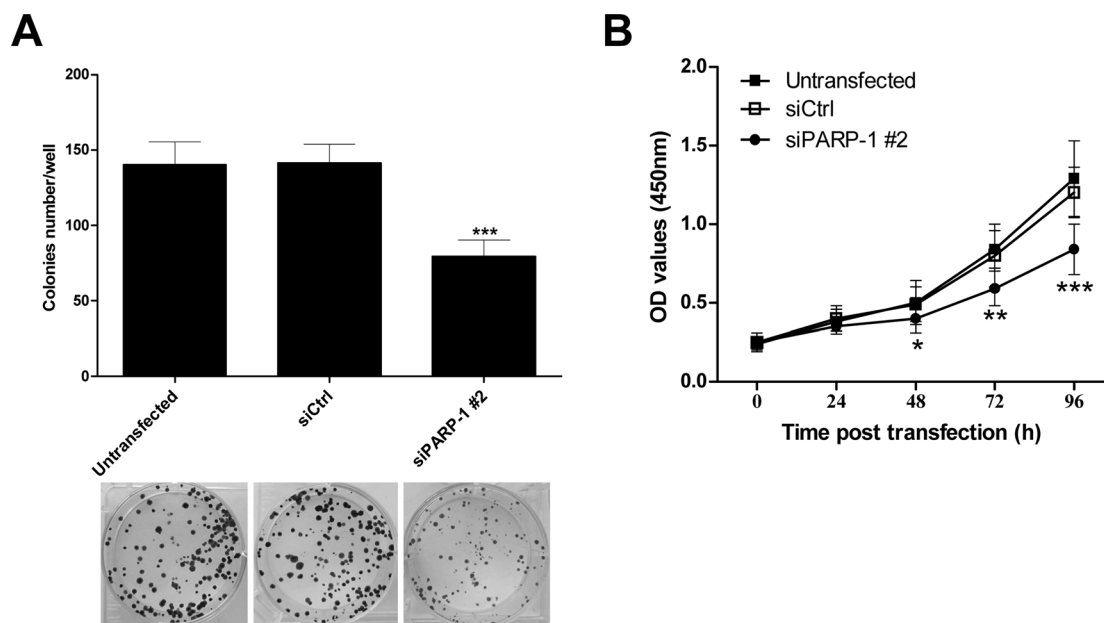 A
200
150
100
50
0
Colonies number/well
***
Untransfected
siCtrl
siPARP-1 #2
B
2.0
1.5
1.0
0.5
0.0
OD values (450nm)
Untransfected
siCtrl
siPARP-1 #2
*
**
***
0 24 48 72 96
Time post transfection (h)